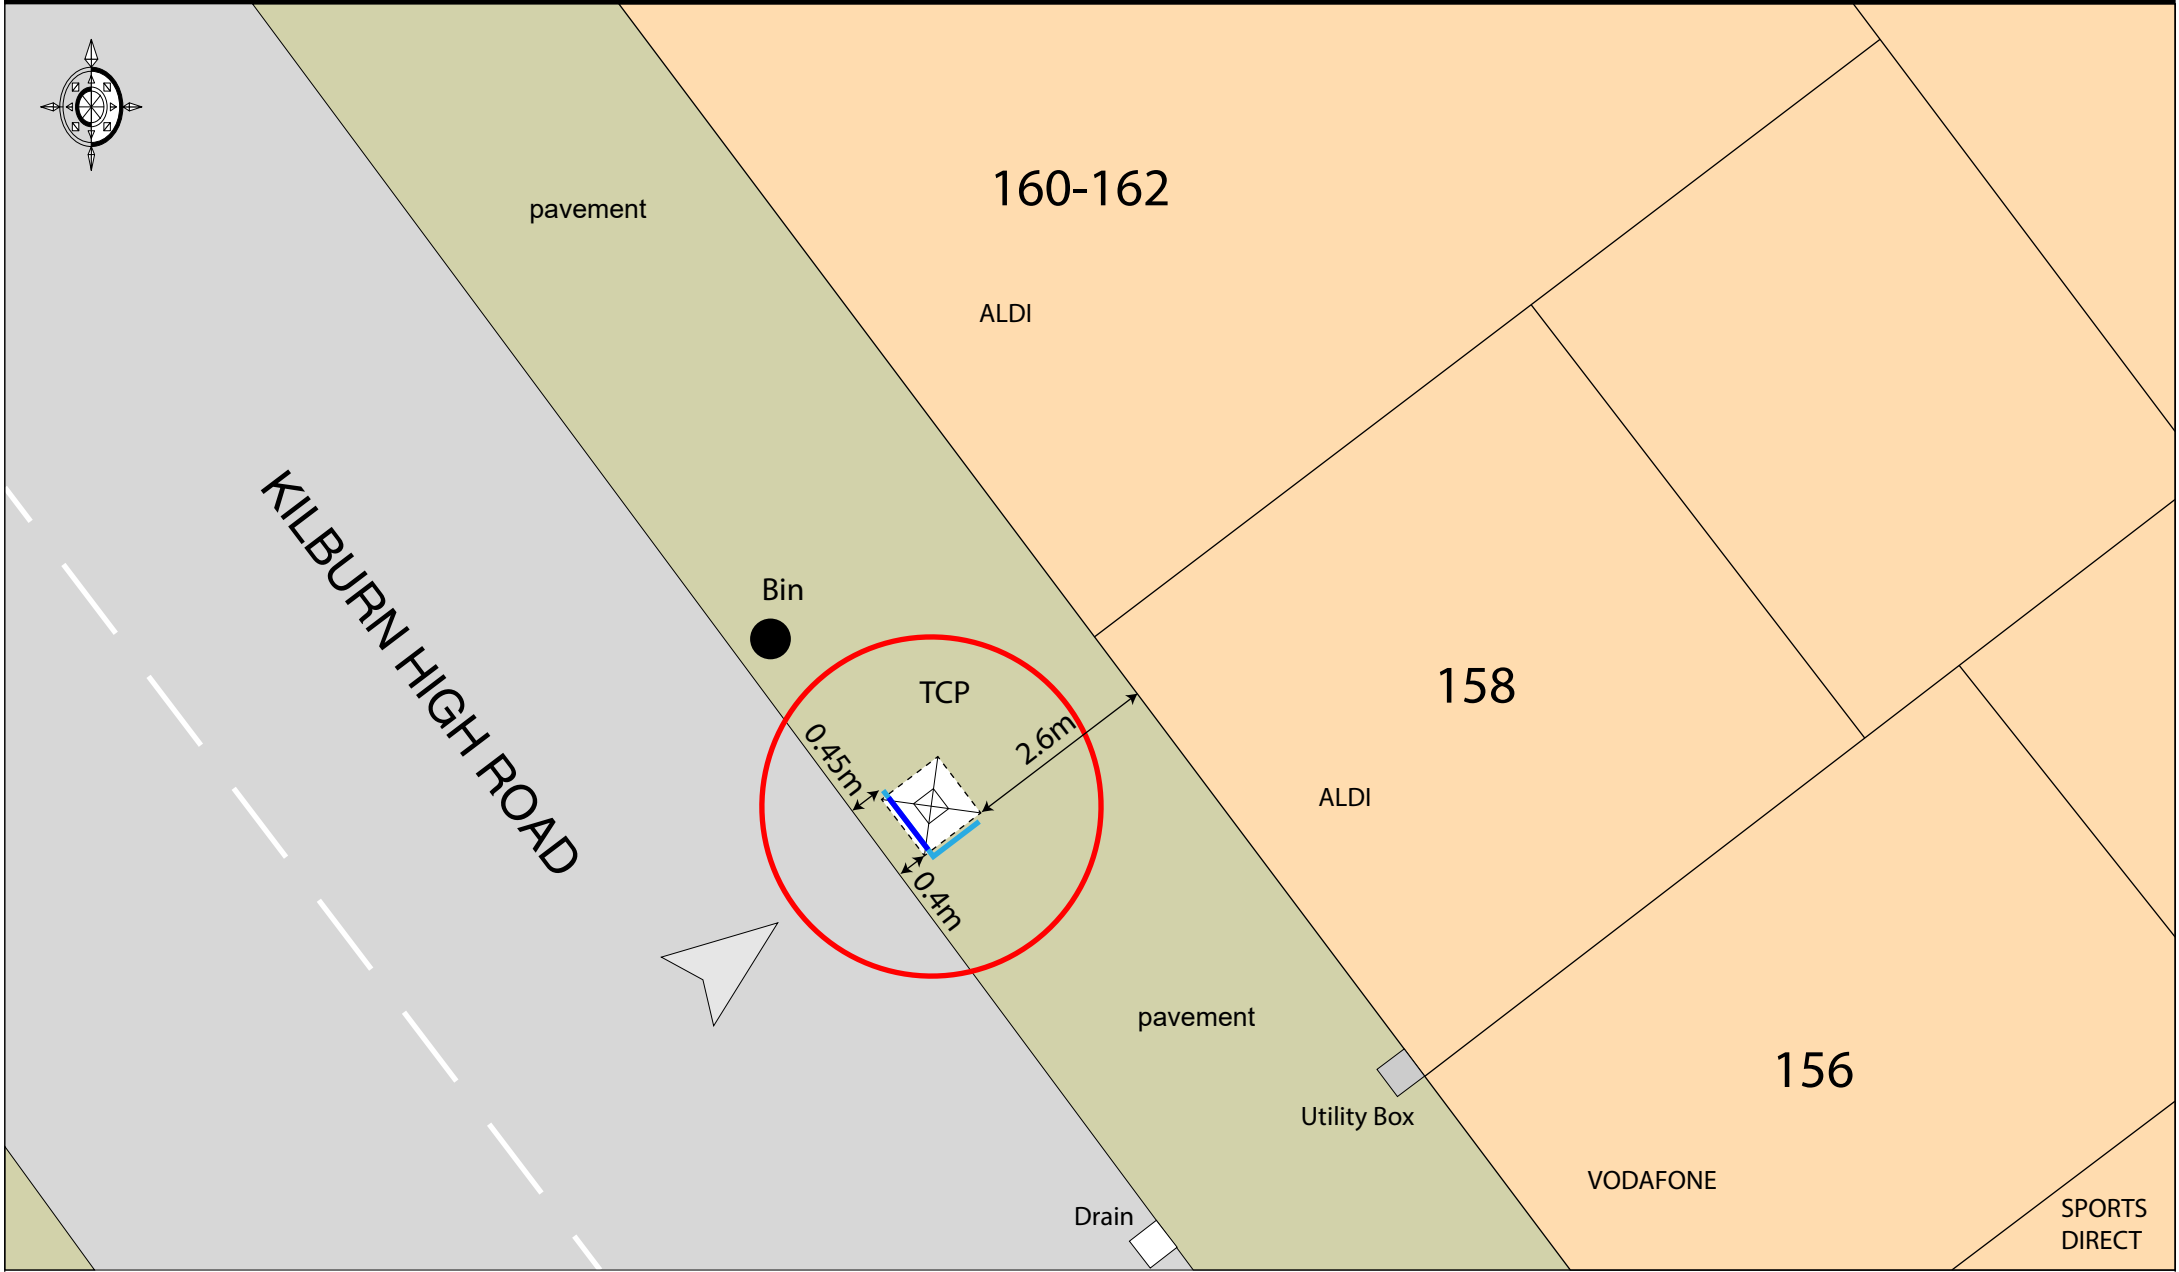 160-162
pavement
ALDI
KILBURN HIGH ROAD
Bin
TCP
158
0.45m
2.6m
ALDI
0.4m
pavement
156
Utility Box
VODAFONE
Drain
SPORTS
DIRECT